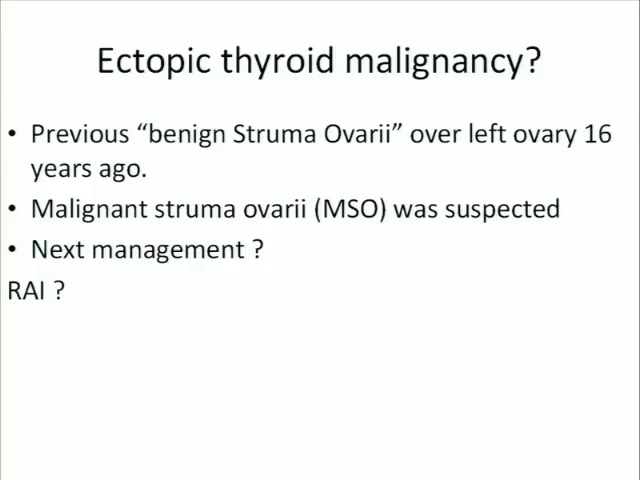 Ectopic thyroid malignancy?
• Previous “benign Struma Ovarii” over left ovary 16
years ago.
• Malignant struma ovarii (MSO) was suspected
• Next management ?
RAI ?